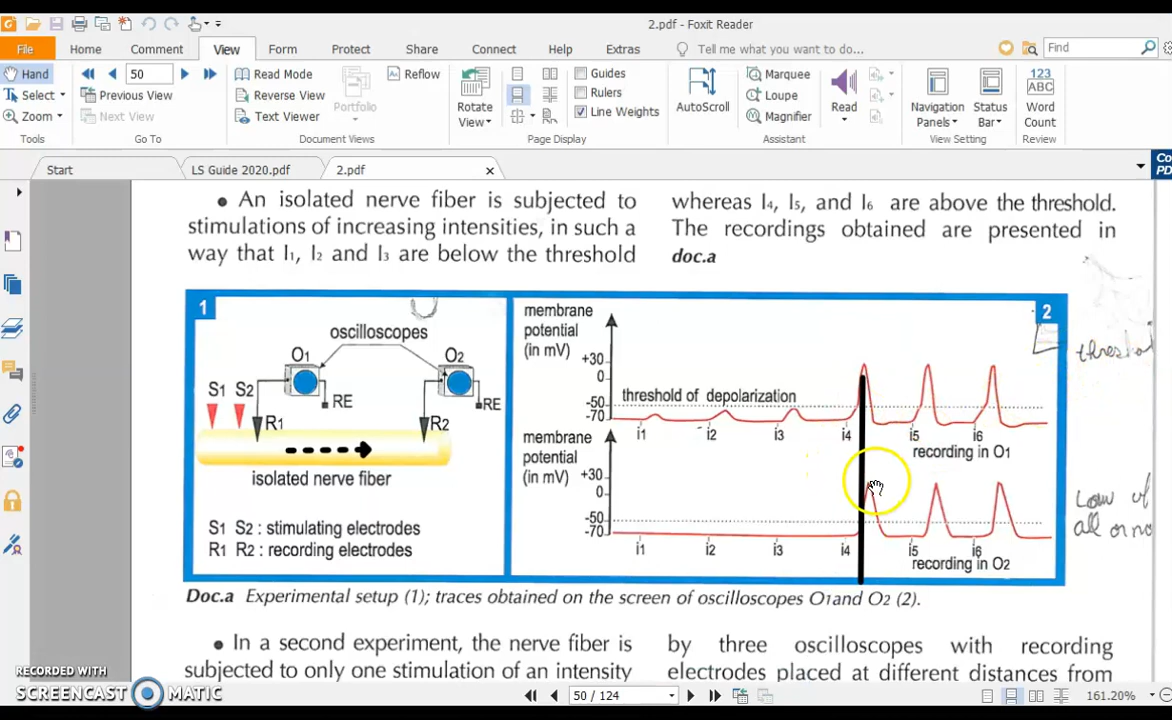 2.pdf - Foxit Reader
File Home Comment View Form Protect Share Connect Help Extras Tell me what you want to do... Find
Hand 50 Read Mode Reflow Guides Marquee
Select Previous View Reverse View Rulers Loupe
Zoom Next View Text Viewer Portfolio Rotate View Line Weights AutoScroll Magnifier Read Navigation Panels Status Bar Word Count
Tools Go To Document Views Page Display Assistant View Setting Review
Start LS Guide 2020.pdf 2.pdf
• An isolated nerve fiber is subjected to
stimulations of increasing intensities, in such a
way that I1, I2 and I3 are below the threshold
whereas I4, I5, and I6 are above the threshold.
The recordings obtained are presented in
doc.a
1
oscilloscopes
O1 O2
S1 S2 RE RE
R1 R2
isolated nerve fiber
S1 S2 : stimulating electrodes
R1 R2 : recording electrodes
2
membrane
potential
(in mV)
+30
0
-50
-70
threshold of depolarization
i1 i2 i3 i4 i5 i6
recording in O1
membrane
potential
(in mV)
+30
0
-50
-70
i1 i2 i3 i4 i5 i6
recording in O2
Law of
all or no
Doc.a Experimental setup (1); traces obtained on the screen of oscilloscopes O1and O2 (2).
• In a second experiment, the nerve fiber is
subjected to only one stimulation of an intensity
by three oscilloscopes with recording
electrodes placed at different distances from
RECORDED WITH
SCREENCAST MATIC
50 / 124 161.20%